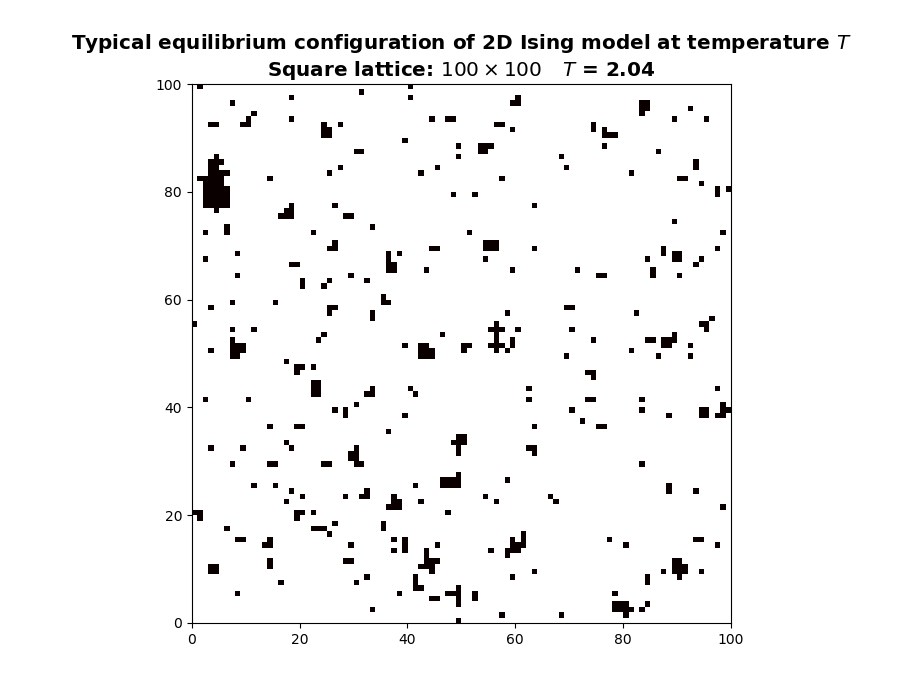 Typical equilibrium configuration of 2D Ising model at temperature T
Square lattice: 100 × 100 T = 2.04
100
80
60
40
20
0
0 20 40 60 80 100